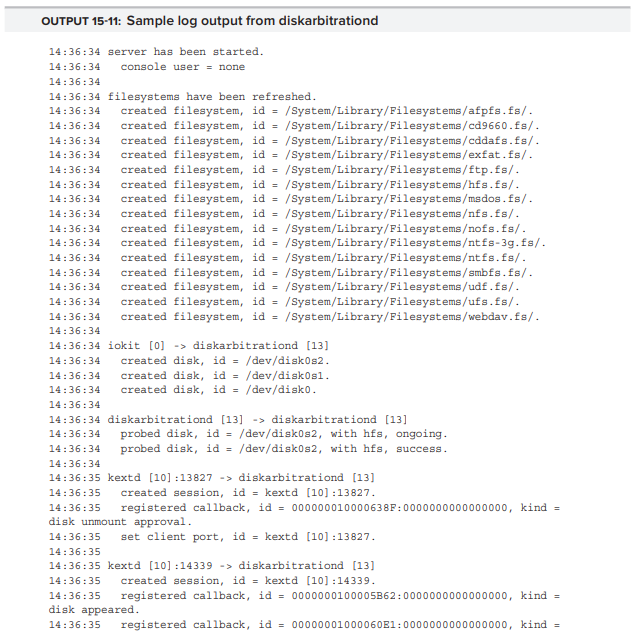 OUTPUT 15-11: Sample log output from diskarbitrationd
14:36:34 server has been started.
14:36:34   console user = none
14:36:34
14:36:34 filesystems have been refreshed.
14:36:34   created filesystem, id = /System/Library/Filesystems/afpfs.fs/.
14:36:34   created filesystem, id = /System/Library/Filesystems/cd9660.fs/.
14:36:34   created filesystem, id = /System/Library/Filesystems/cddafs.fs/.
14:36:34   created filesystem, id = /System/Library/Filesystems/exfat.fs/.
14:36:34   created filesystem, id = /System/Library/Filesystems/ftp.fs/.
14:36:34   created filesystem, id = /System/Library/Filesystems/hfs.fs/.
14:36:34   created filesystem, id = /System/Library/Filesystems/msdos.fs/.
14:36:34   created filesystem, id = /System/Library/Filesystems/nfs.fs/.
14:36:34   created filesystem, id = /System/Library/Filesystems/nofs.fs/.
14:36:34   created filesystem, id = /System/Library/Filesystems/ntfs-3g.fs/.
14:36:34   created filesystem, id = /System/Library/Filesystems/ntfs.fs/.
14:36:34   created filesystem, id = /System/Library/Filesystems/smbfs.fs/.
14:36:34   created filesystem, id = /System/Library/Filesystems/udf.fs/.
14:36:34   created filesystem, id = /System/Library/Filesystems/ufs.fs/.
14:36:34   created filesystem, id = /System/Library/Filesystems/webdav.fs/.
14:36:34
14:36:34 iokit [0] -> diskarbitrationd [13]
14:36:34   created disk, id = /dev/disk0s2.
14:36:34   created disk, id = /dev/disk0s1.
14:36:34   created disk, id = /dev/disk0.
14:36:34
14:36:34 diskarbitrationd [13] -> diskarbitrationd [13]
14:36:34   probed disk, id = /dev/disk0s2, with hfs, ongoing.
14:36:34   probed disk, id = /dev/disk0s2, with hfs, success.
14:36:34
14:36:35 kextd [10]:13827 -> diskarbitrationd [13]
14:36:35   created session, id = kextd [10]:13827.
14:36:35   registered callback, id = 000000010000638F:0000000000000000, kind =
disk unmount approval.
14:36:35   set client port, id = kextd [10]:13827.
14:36:35
14:36:35 kextd [10]:14339 -> diskarbitrationd [13]
14:36:35   created session, id = kextd [10]:14339.
14:36:35   registered callback, id = 0000000100005B62:0000000000000000, kind =
disk appeared.
14:36:35   registered callback, id = 00000001000060E1:0000000000000000, kind =